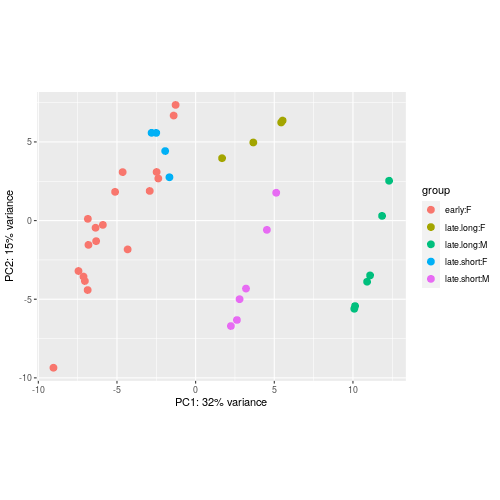 5
0
-5
-10
-10
-5
0
5
10
PC1: 32% variance
PC2: 15% variance
group
early:F
late.long:F
late.long:M
late.short:F
late.short:M